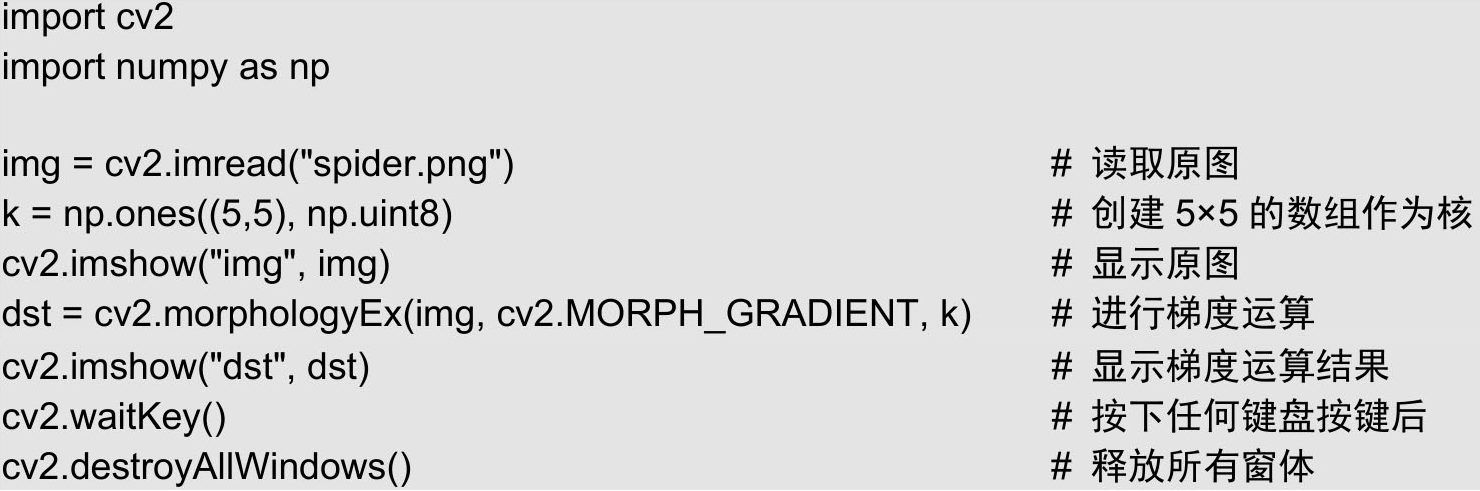 import cv2
import numpy as np
img = cv2.imread("spider.png") # 读取原图
k = np.ones((5,5), np.uint8) # 创建 5×5 的数组作为核
cv2.imshow("img", img) # 显示原图
dst = cv2.morphologyEx(img, cv2.MORPH_GRADIENT, k) # 进行梯度运算
cv2.imshow("dst", dst) # 显示梯度运算结果
cv2.waitKey() # 按下任何键盘按键后
cv2.destroyAllWindows() # 释放所有窗体